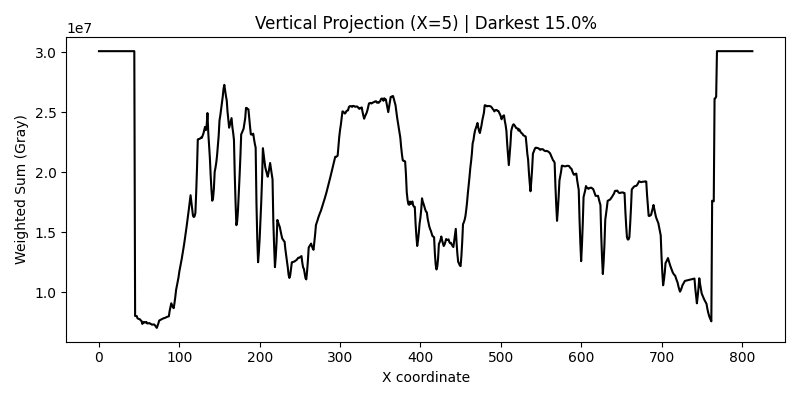 Vertical Projection (X=5) | Darkest 15.0%
1e7
3.0
2.5
2.0
1.5
1.0
Weighted Sum (Gray)
0 100 200 300 400 500 600 700 800
X coordinate